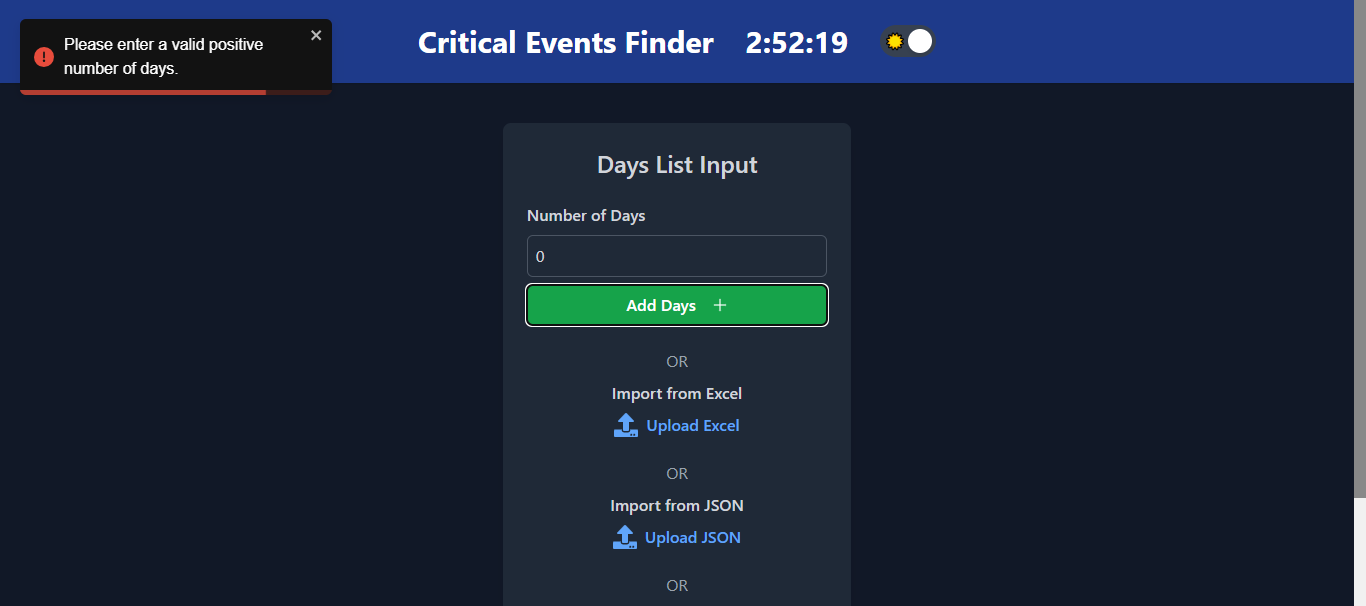 Please enter a valid positive
number of days.
Critical Events Finder 2:52:19
Days List Input
Number of Days
0
Add Days +
OR
Import from Excel
Upload Excel
OR
Import from JSON
Upload JSON
OR